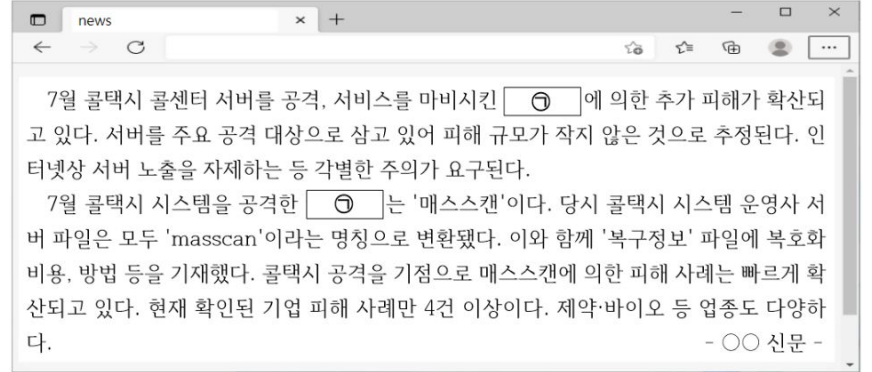 news
7월 콜택시 콜센터 서버를 공격, 서비스를 마비시킨 ㉠에 의한 추가 피해가 확산되
고 있다. 서버를 주요 공격 대상으로 삼고 있어 피해 규모가 작지 않은 것으로 추정된다. 인
터넷상 서버 노출을 자제하는 등 각별한 주의가 요구된다.
7월 콜택시 시스템을 공격한 ㉠는 '매스스캔'이다. 당시 콜택시 시스템 운영사 서
버 파일은 모두 'masscan'이라는 명칭으로 변환됐다. 이와 함께 '복구정보' 파일에 복호화
비용, 방법 등을 기재했다. 콜택시 공격을 기점으로 매스스캔에 의한 피해 사례는 빠르게 확
산되고 있다. 현재 확인된 기업 피해 사례만 4건 이상이다. 제약·바이오 등 업종도 다양하
다.
- ○○ 신문 -